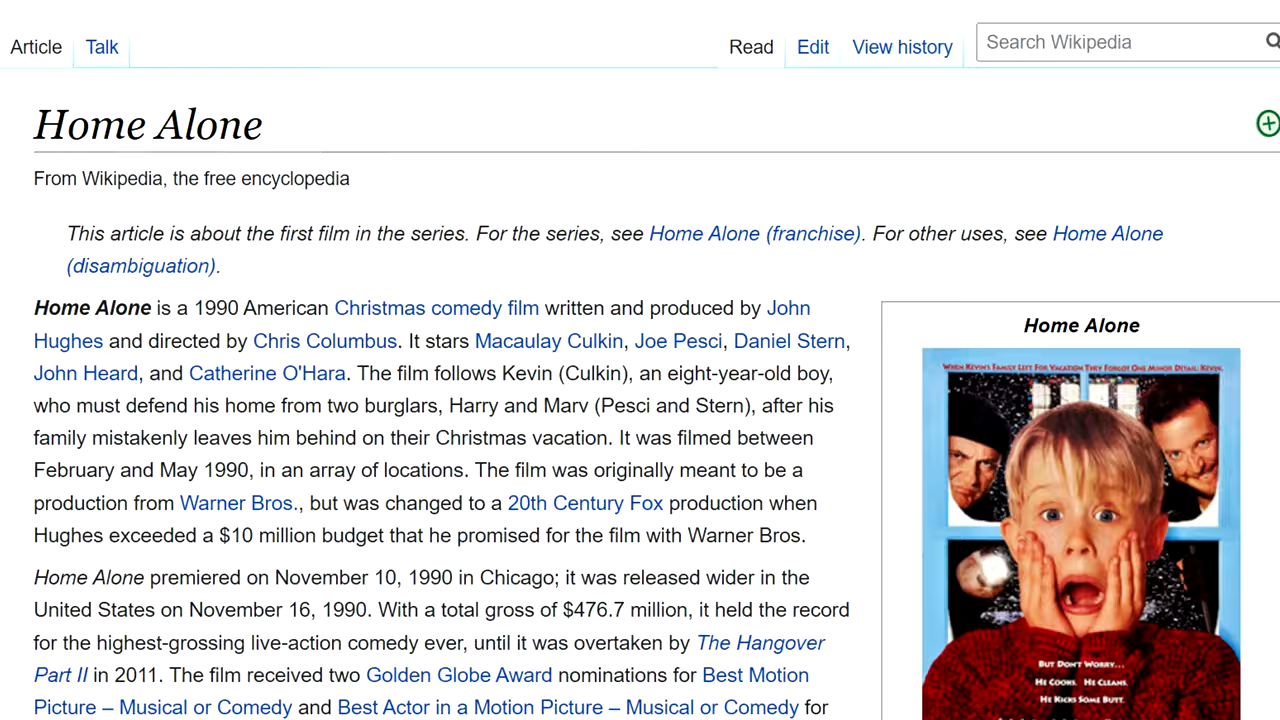 Article Talk Read Edit View history Search Wikipedia
Home Alone
From Wikipedia, the free encyclopedia
This article is about the first film in the series. For the series, see Home Alone (franchise). For other uses, see Home Alone
(disambiguation).
Home Alone is a 1990 American Christmas comedy film written and produced by John
Hughes and directed by Chris Columbus. It stars Macaulay Culkin, Joe Pesci, Daniel Stern,
John Heard, and Catherine O'Hara. The film follows Kevin (Culkin), an eight-year-old boy,
who must defend his home from two burglars, Harry and Marv (Pesci and Stern), after his
family mistakenly leaves him behind on their Christmas vacation. It was filmed between
February and May 1990, in an array of locations. The film was originally meant to be a
production from Warner Bros., but was changed to a 20th Century Fox production when
Hughes exceeded a $10 million budget that he promised for the film with Warner Bros.
Home Alone premiered on November 10, 1990 in Chicago; it was released wider in the
United States on November 16, 1990. With a total gross of $476.7 million, it held the record
for the highest-grossing live-action comedy ever, until it was overtaken by The Hangover
Part II in 2011. The film received two Golden Globe Award nominations for Best Motion
Picture – Musical or Comedy and Best Actor in a Motion Picture – Musical or Comedy for
Home Alone
WHEN KEVIN'S FAMILY LEFT FOR VACATION THEY FORGOT ONE MINOR DETAIL: KEVIN.
BUT DON'T WORRY...
HE COOKS. HE CLEANS.
HE KICKS SOME BUTT.